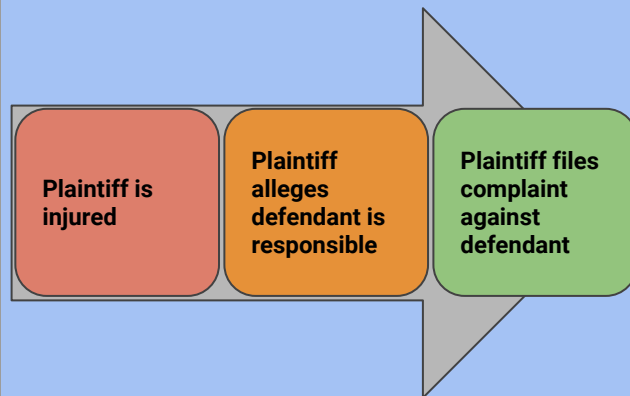 Plaintiff is
injured
Plaintiff
alleges
defendant is
responsible
Plaintiff files
complaint
against
defendant